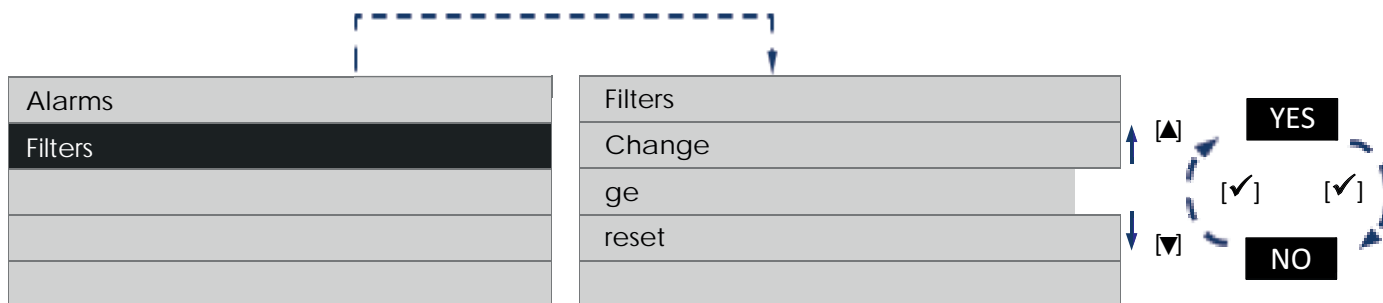 Alarms
Filters
Filters
Change
ge
reset
[▲]
[▼]
YES
[✔] [✔]
NO